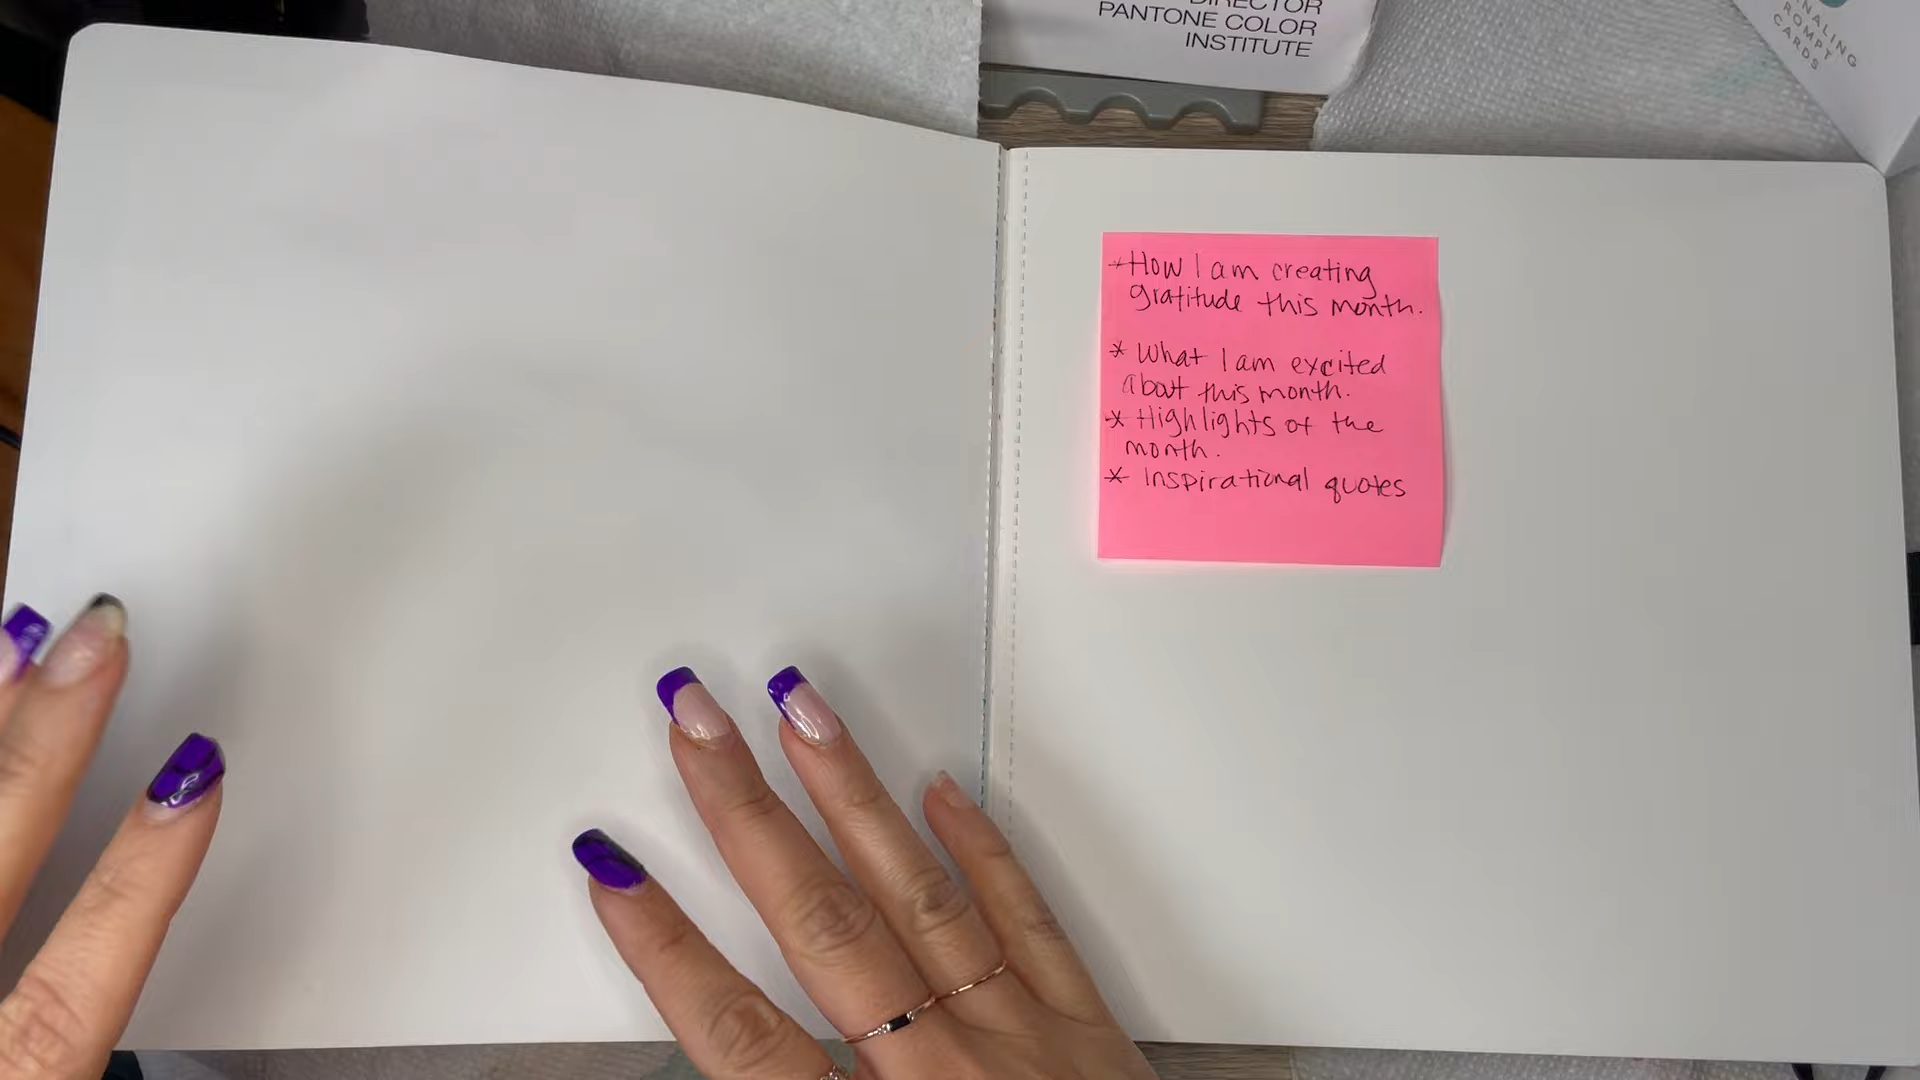 DIRECTOR
PANTONE COLOR
INSTITUTE
CARDS
* How I am creating
gratitude this month.
* What I am excited
about this month.
* Highlights of the
month.
* Inspirational quotes